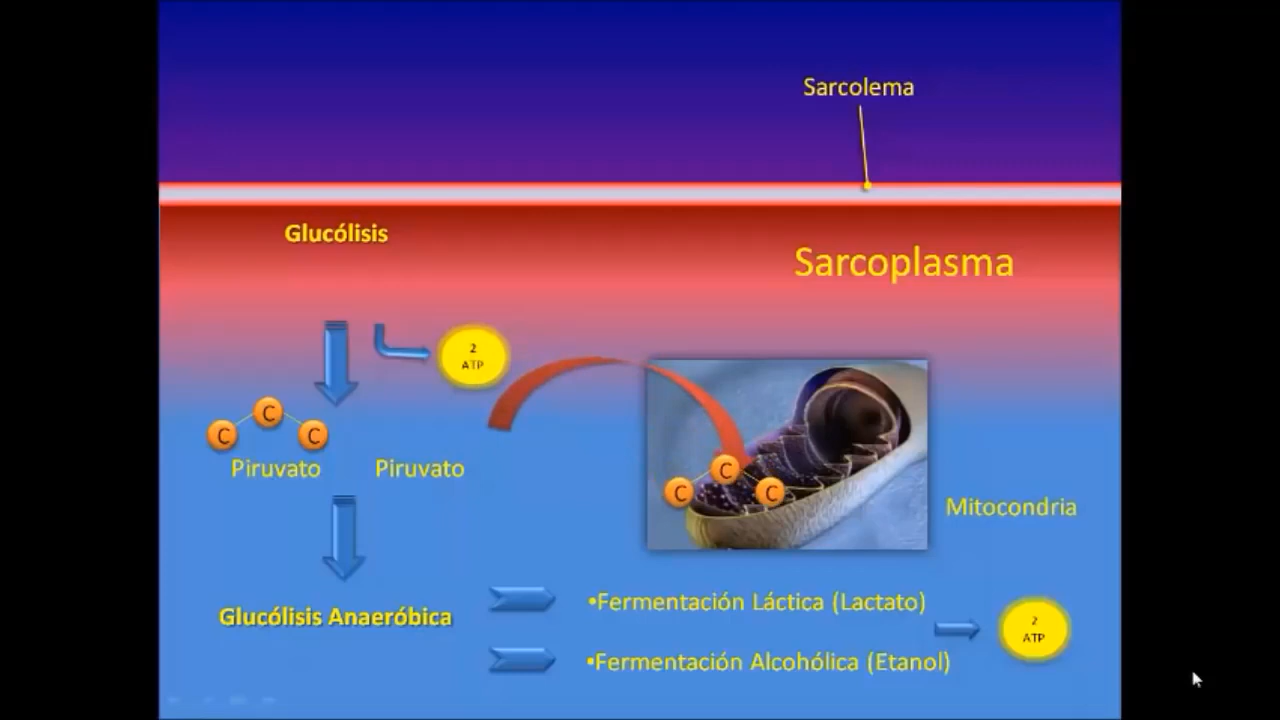 Sarcolema
Glucólisis
Sarcoplasma
2
ATP
C
C
C
Piruvato
Piruvato
C
C
C
Mitocondria
Glucólisis Anaeróbica
•Fermentación Láctica (Lactato)
•Fermentación Alcohólica (Etanol)
2
ATP